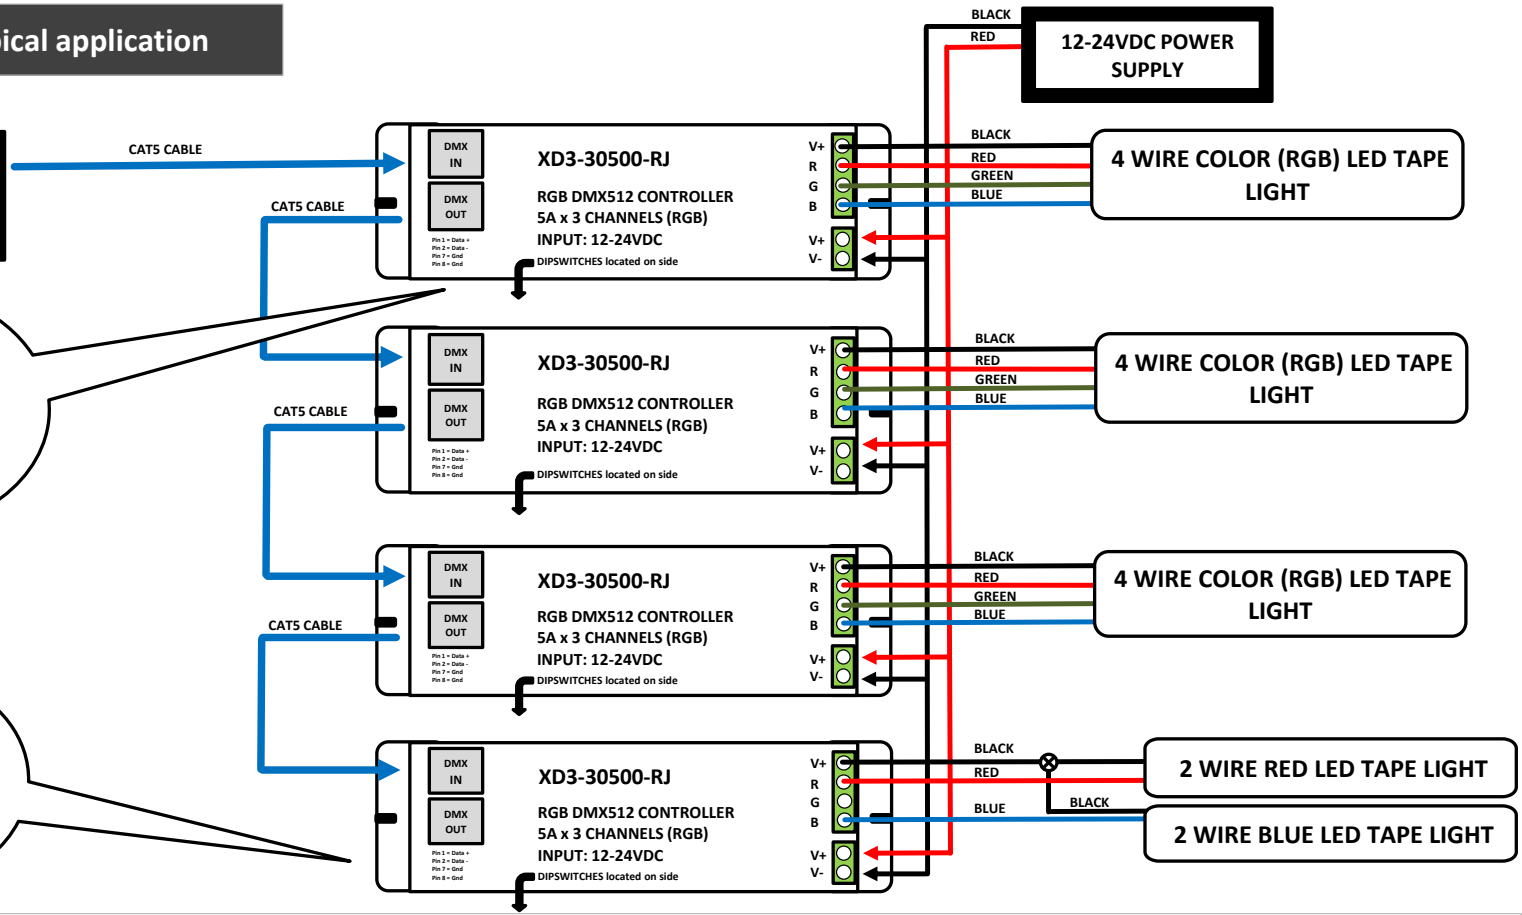 pical application
BLACK
RED
12-24VDC POWER
SUPPLY
CAT5 CABLE
DMX
IN
DMX
OUT
Pin 1 = Data +
Pin 2 = Data -
Pin 7 = Gnd
Pin 8 = Gnd
XD3-30500-RJ
RGB DMX512 CONTROLLER
5A x 3 CHANNELS (RGB)
INPUT: 12-24VDC
DIPSWITCHES located on side
V+
R
G
B
V+
V-
BLACK
RED
GREEN
BLUE
4 WIRE COLOR (RGB) LED TAPE
LIGHT
CAT5 CABLE
DMX
IN
DMX
OUT
Pin 1 = Data +
Pin 2 = Data -
Pin 7 = Gnd
Pin 8 = Gnd
XD3-30500-RJ
RGB DMX512 CONTROLLER
5A x 3 CHANNELS (RGB)
INPUT: 12-24VDC
DIPSWITCHES located on side
V+
R
G
B
V+
V-
BLACK
RED
GREEN
BLUE
4 WIRE COLOR (RGB) LED TAPE
LIGHT
CAT5 CABLE
DMX
IN
DMX
OUT
Pin 1 = Data +
Pin 2 = Data -
Pin 7 = Gnd
Pin 8 = Gnd
XD3-30500-RJ
RGB DMX512 CONTROLLER
5A x 3 CHANNELS (RGB)
INPUT: 12-24VDC
DIPSWITCHES located on side
V+
R
G
B
V+
V-
BLACK
RED
GREEN
BLUE
4 WIRE COLOR (RGB) LED TAPE
LIGHT
CAT5 CABLE
DMX
IN
DMX
OUT
Pin 1 = Data +
Pin 2 = Data -
Pin 7 = Gnd
Pin 8 = Gnd
XD3-30500-RJ
RGB DMX512 CONTROLLER
5A x 3 CHANNELS (RGB)
INPUT: 12-24VDC
DIPSWITCHES located on side
V+
R
G
B
V+
V-
BLACK
RED
BLUE
BLACK
2 WIRE RED LED TAPE LIGHT
2 WIRE BLUE LED TAPE LIGHT